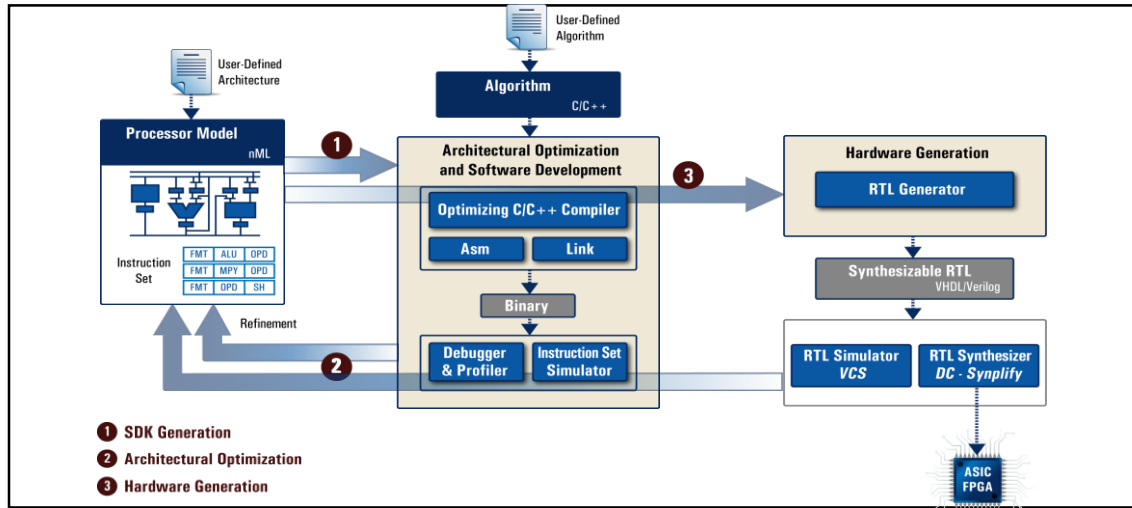 User-Defined
Algorithm
User-Defined
Architecture
Algorithm
C/C++
Processor Model
nML
Instruction
Set
FMT ALU OPD
FMT MPY OPD
FMT OPD SH
1
Architectural Optimization
and Software Development
Optimizing C/C++ Compiler
Asm
Link
Binary
Debugger
& Profiler
Instruction Set
Simulator
3
Hardware Generation
RTL Generator
Synthesizable RTL
VHDL/Verilog
RTL Simulator
VCS
RTL Synthesizer
DC - Synplify
ASIC
FPGA
Refinement
2
1 SDK Generation
2 Architectural Optimization
3 Hardware Generation